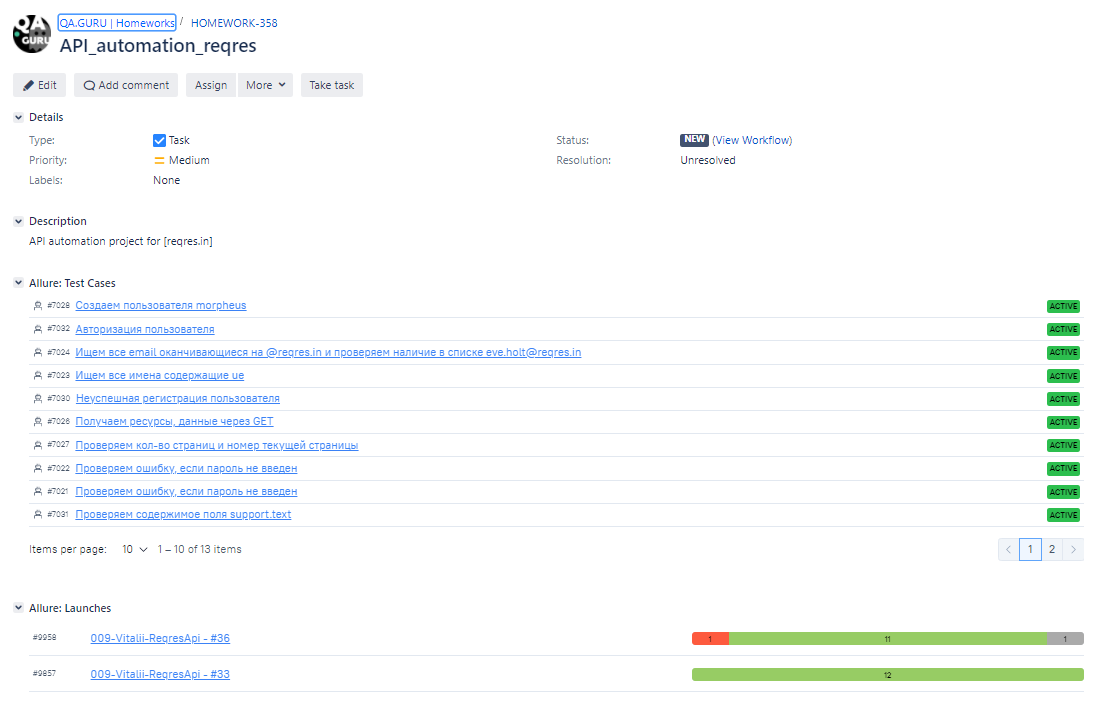 QA GURU
QA.GURU | Homeworks / HOMEWORK-358
API_automation_reqres
Edit Add comment Assign More Take task
Details
Type: Task Status: NEW (View Workflow)
Priority: Medium Resolution: Unresolved
Labels: None
Description
API automation project for [reqres.in]
Allure: Test Cases
#7028 Создаем пользователя morpheus ACTIVE
#7032 Авторизация пользователя ACTIVE
#7024 Ищем все email оканчивающиеся на @reqres.in и проверяем наличие в списке eve.holt@reqres.in ACTIVE
#7023 Ищем все имена содержащие ue ACTIVE
#7030 Неуспешная регистрация пользователя ACTIVE
#7026 Получаем ресурсы, данные через GET ACTIVE
#7027 Проверяем кол-во страниц и номер текущей страницы ACTIVE
#7022 Проверяем ошибку, если пароль не введен ACTIVE
#7021 Проверяем ошибку, если пароль не введен ACTIVE
#7031 Проверяем содержимое поля support.text ACTIVE
Items per page: 10 1 – 10 of 13 items < 1 2 >
Allure: Launches
#9958 009-Vitalii-ReqresApi - #36 1 11 1
#9857 009-Vitalii-ReqresApi - #33 12